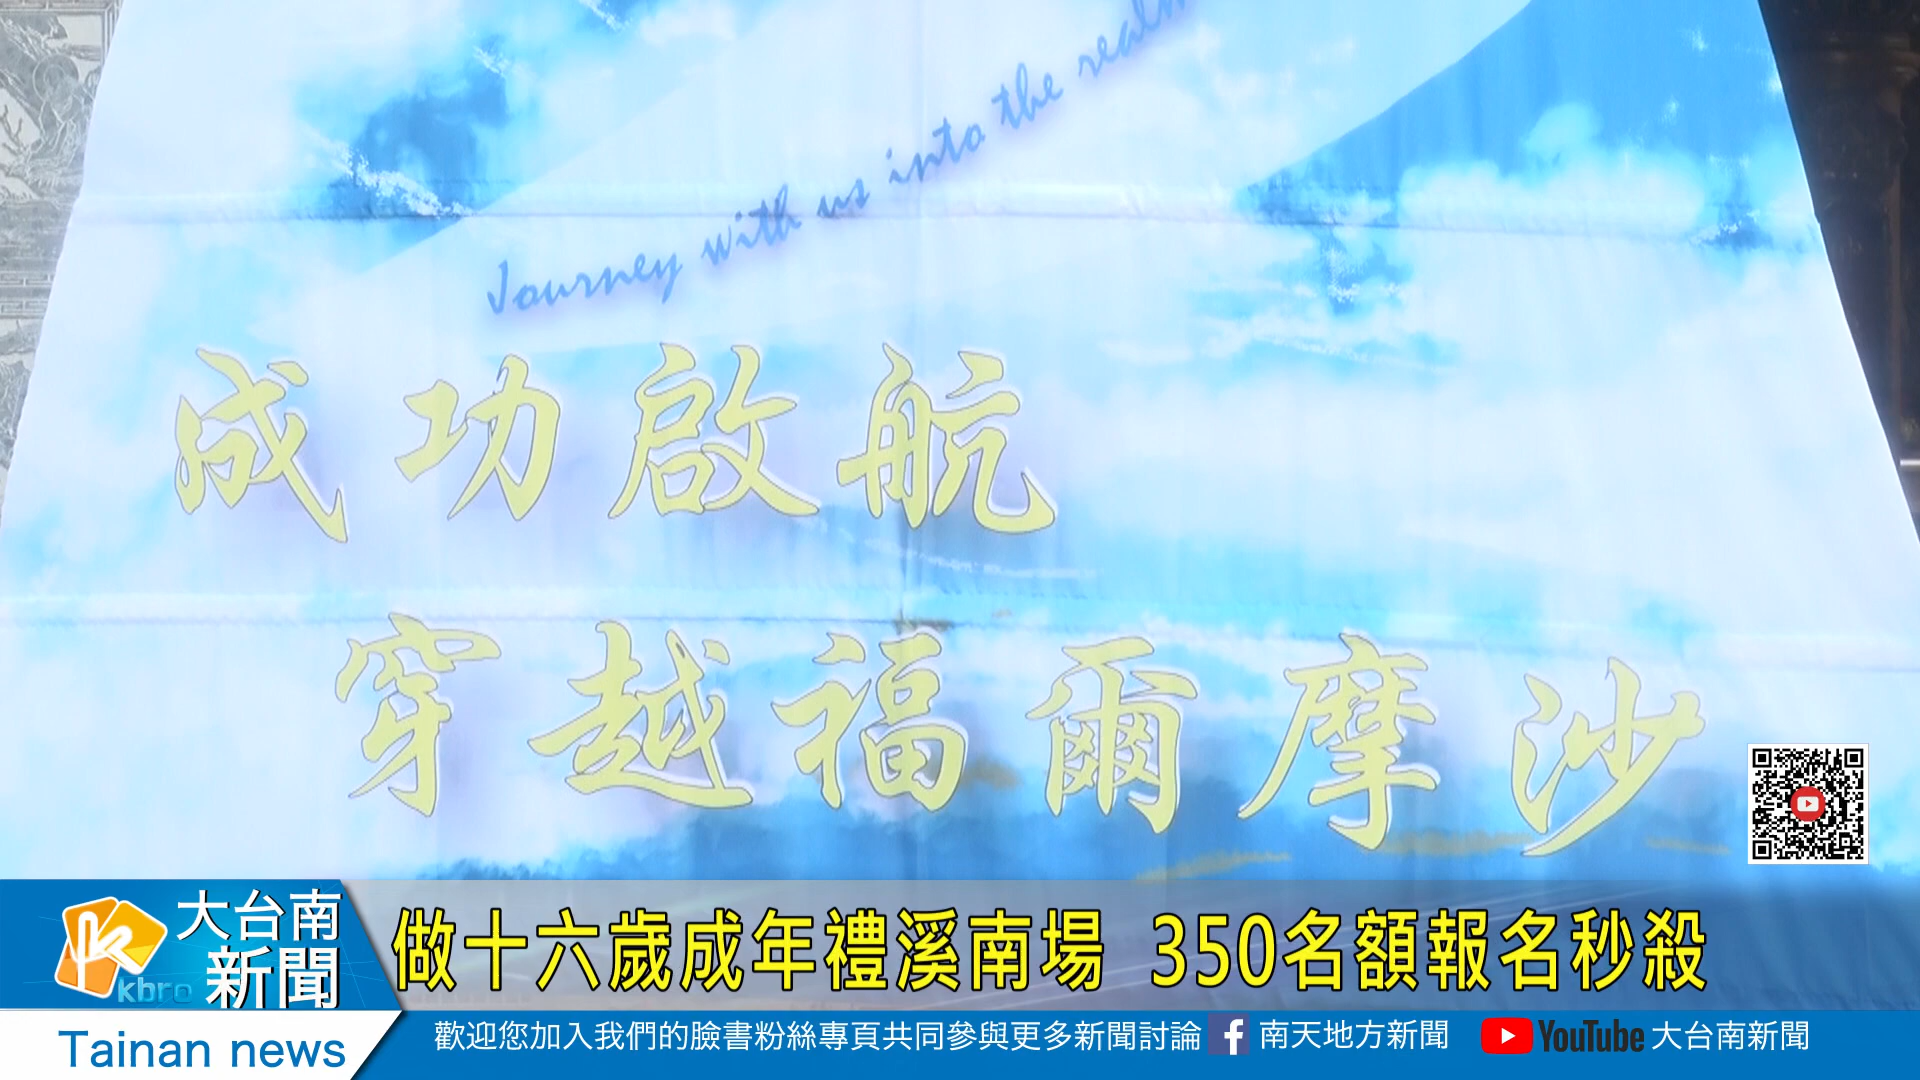 Journey with us into the
成功啟航
穿越福爾摩沙
大台南
新聞
kbro
做十六歲成年禮溪南場 350名額報名秒殺
Tainan news
歡迎您加入我們的臉書粉絲專頁共同參與更多新聞討論 南天地方新聞 YouTube 大台南新聞